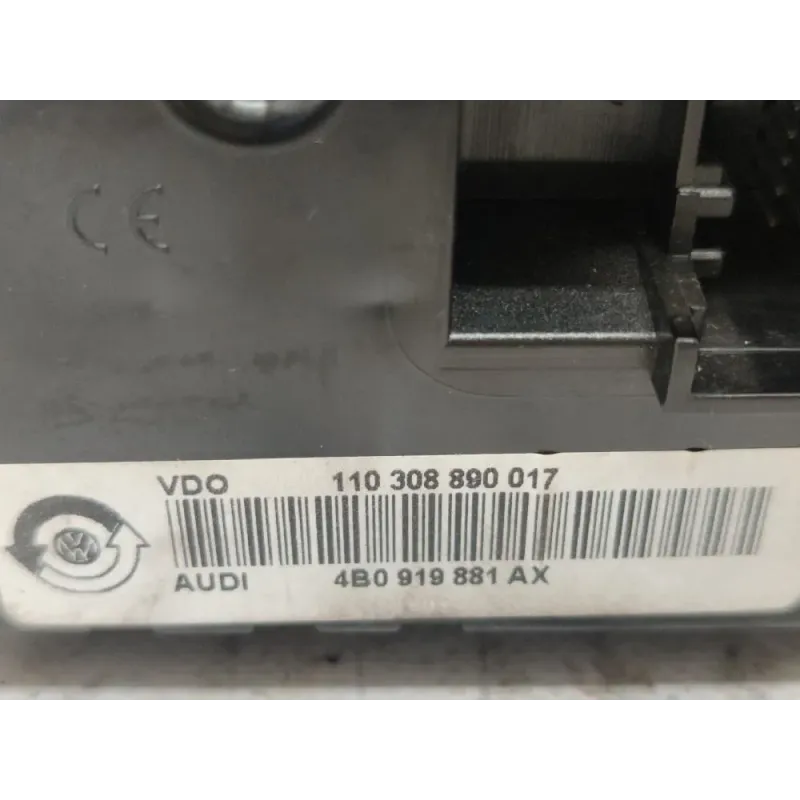 CE
VDO 110 308 890 017
AUDI 4B0 919 881 AX